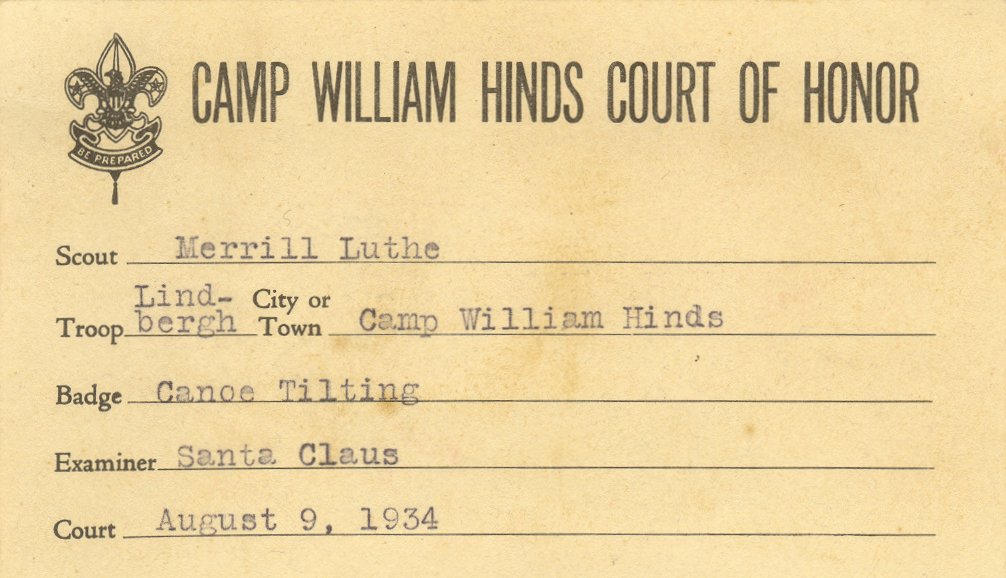 CAMP WILLIAM HINDS COURT OF HONOR
BE PREPARED
Scout Merrill Luthe
Troop Lind-bergh City or Town Camp William Hinds
Badge Canoe Tilting
Examiner Santa Claus
Court August 9, 1934